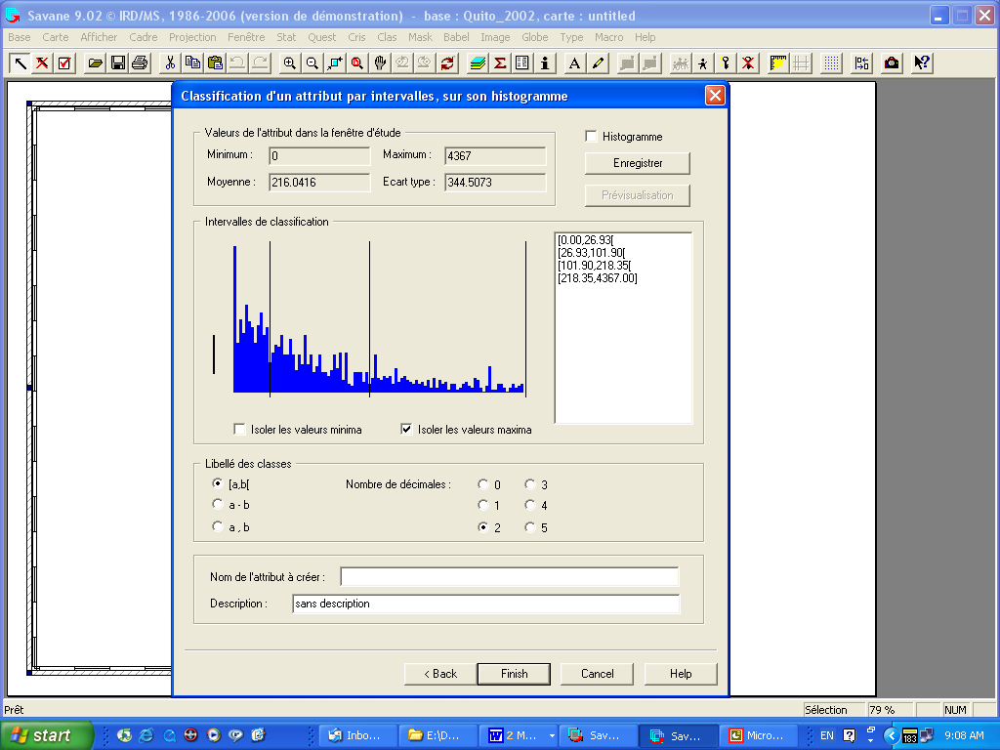 Savane 9.02 © IRD/MS, 1986-2006 (version de démonstration) - base : Quito_2002, carte : untitled
Base Carte Afficher Cadre Projection Fenêtre Stat Quest Cris Clas Mask Babel Image Globe Type Macro Help
Classification d'un attribut par intervalles, sur son histogramme
Valeurs de l'attribut dans la fenêtre d'étude
Minimum : 0 Maximum : 4367
Moyenne : 216.0416 Ecart type : 344.5073
Histogramme
Enregistrer
Prévisualisation
Intervalles de classification
[0.00,26.93[
[26.93,101.90[
[101.90,218.35[
[218.35,4367.00]
Isoler les valeurs minima Isoler les valeurs maxima
Libellé des classes
[a,b[ Nombre de décimales : 0 3
a - b 1 4
a , b 2 5
Nom de l'attribut à créer :
Description : sans description
< Back Finish Cancel Help
Prêt Sélection 79 % NUM
start Inbo... E:\D... 2 M... Sav... Sav... Micro... EN 183 9:08 AM